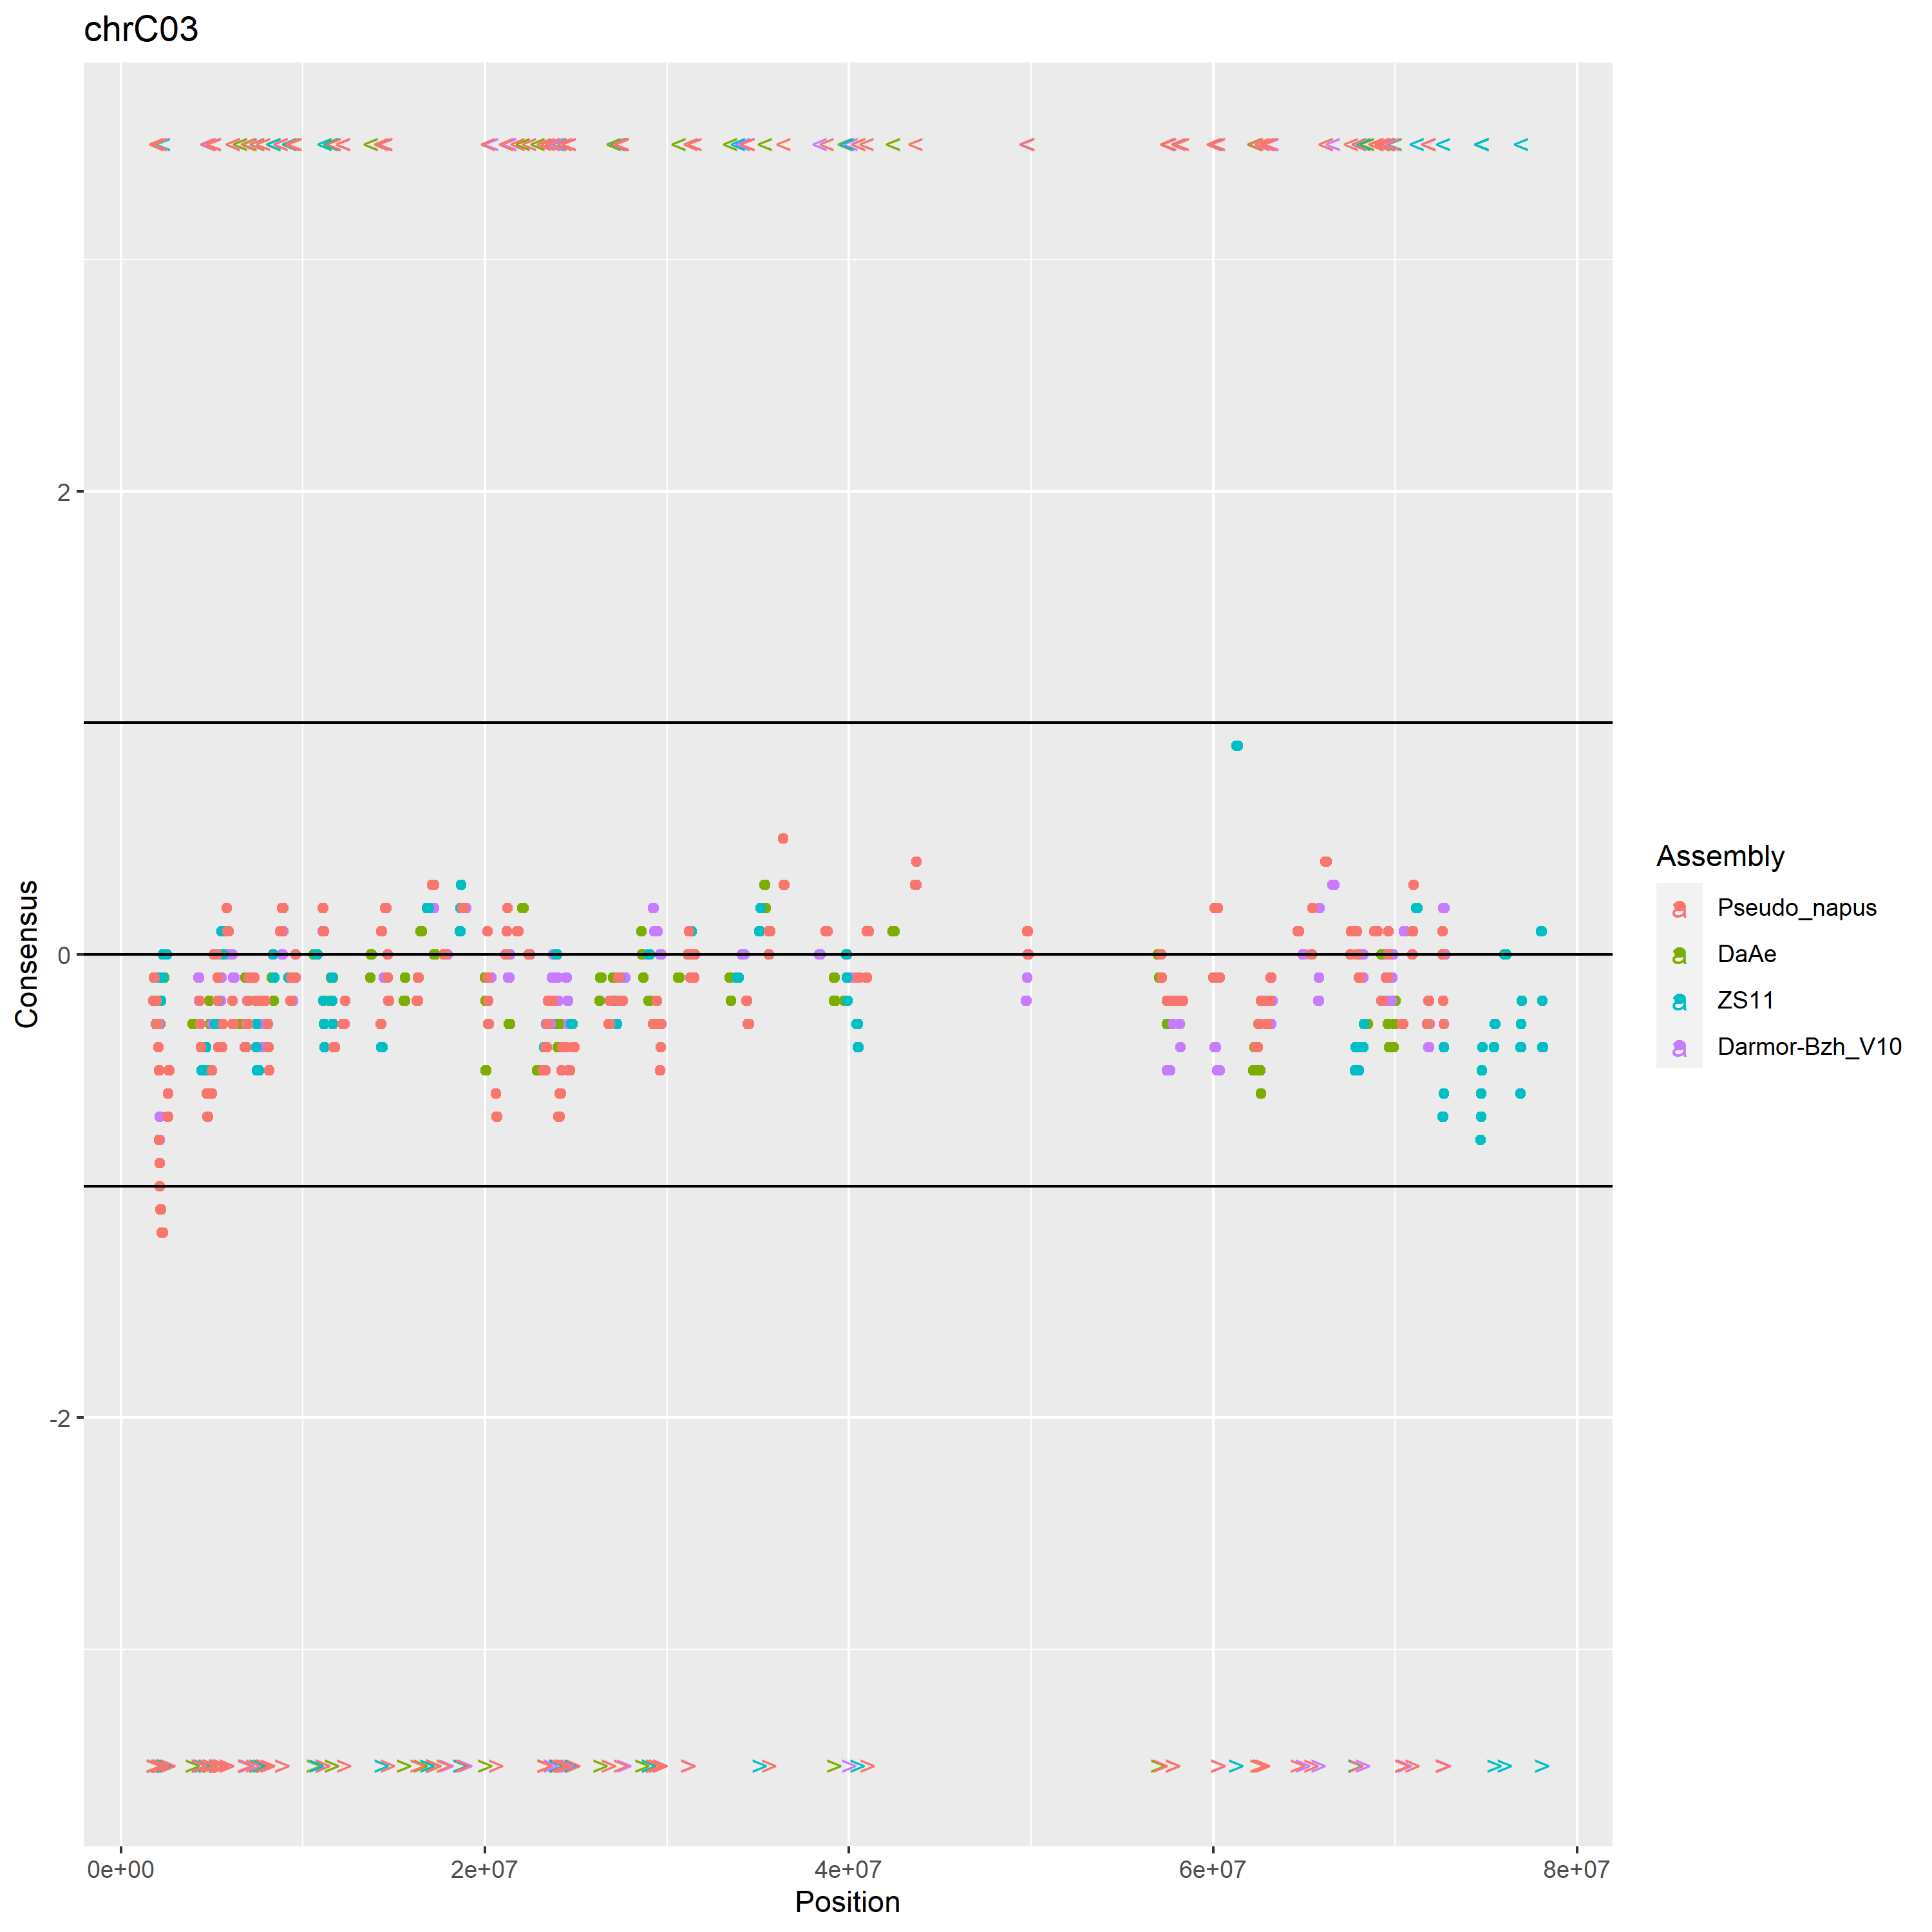 chrC03
2
0
-2
Consensus
0e+00
2e+07
4e+07
6e+07
8e+07
Position
Assembly
a Pseudo_napus
a DaAe
a ZS11
a Darmor-Bzh_V10